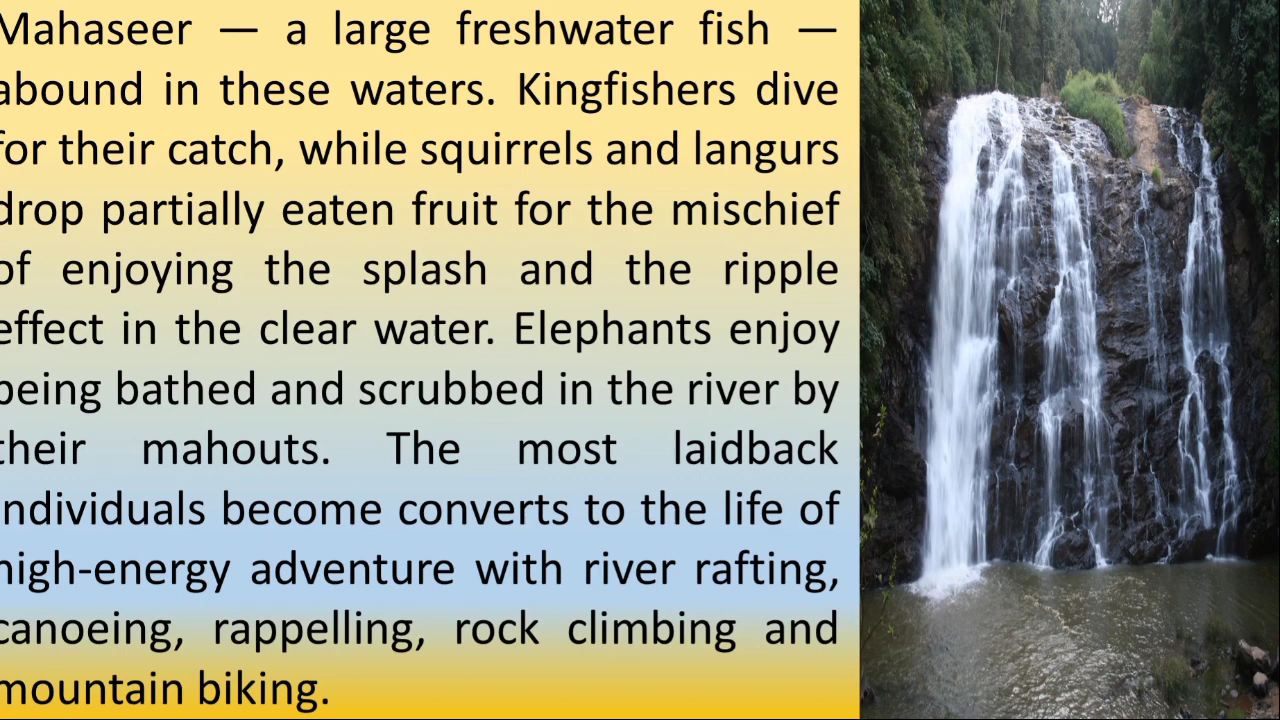 Mahaseer — a large freshwater fish —
abound in these waters. Kingfishers dive
for their catch, while squirrels and langurs
drop partially eaten fruit for the mischief
of enjoying the splash and the ripple
effect in the clear water. Elephants enjoy
being bathed and scrubbed in the river by
their mahouts. The most laidback
individuals become converts to the life of
high-energy adventure with river rafting,
canoeing, rappelling, rock climbing and
mountain biking.